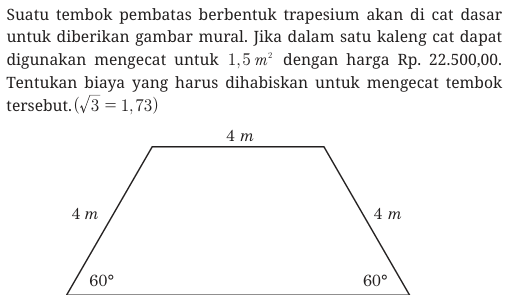 Suatu tembok pembatas berbentuk trapesium akan di cat dasar
untuk diberikan gambar mural. Jika dalam satu kaleng cat dapat
digunakan mengecat untuk 1,5 m² dengan harga Rp. 22.500,00.
Tentukan biaya yang harus dihabiskan untuk mengecat tembok
tersebut.(√3 = 1,73)
4 m
4 m
4 m
60°
60°